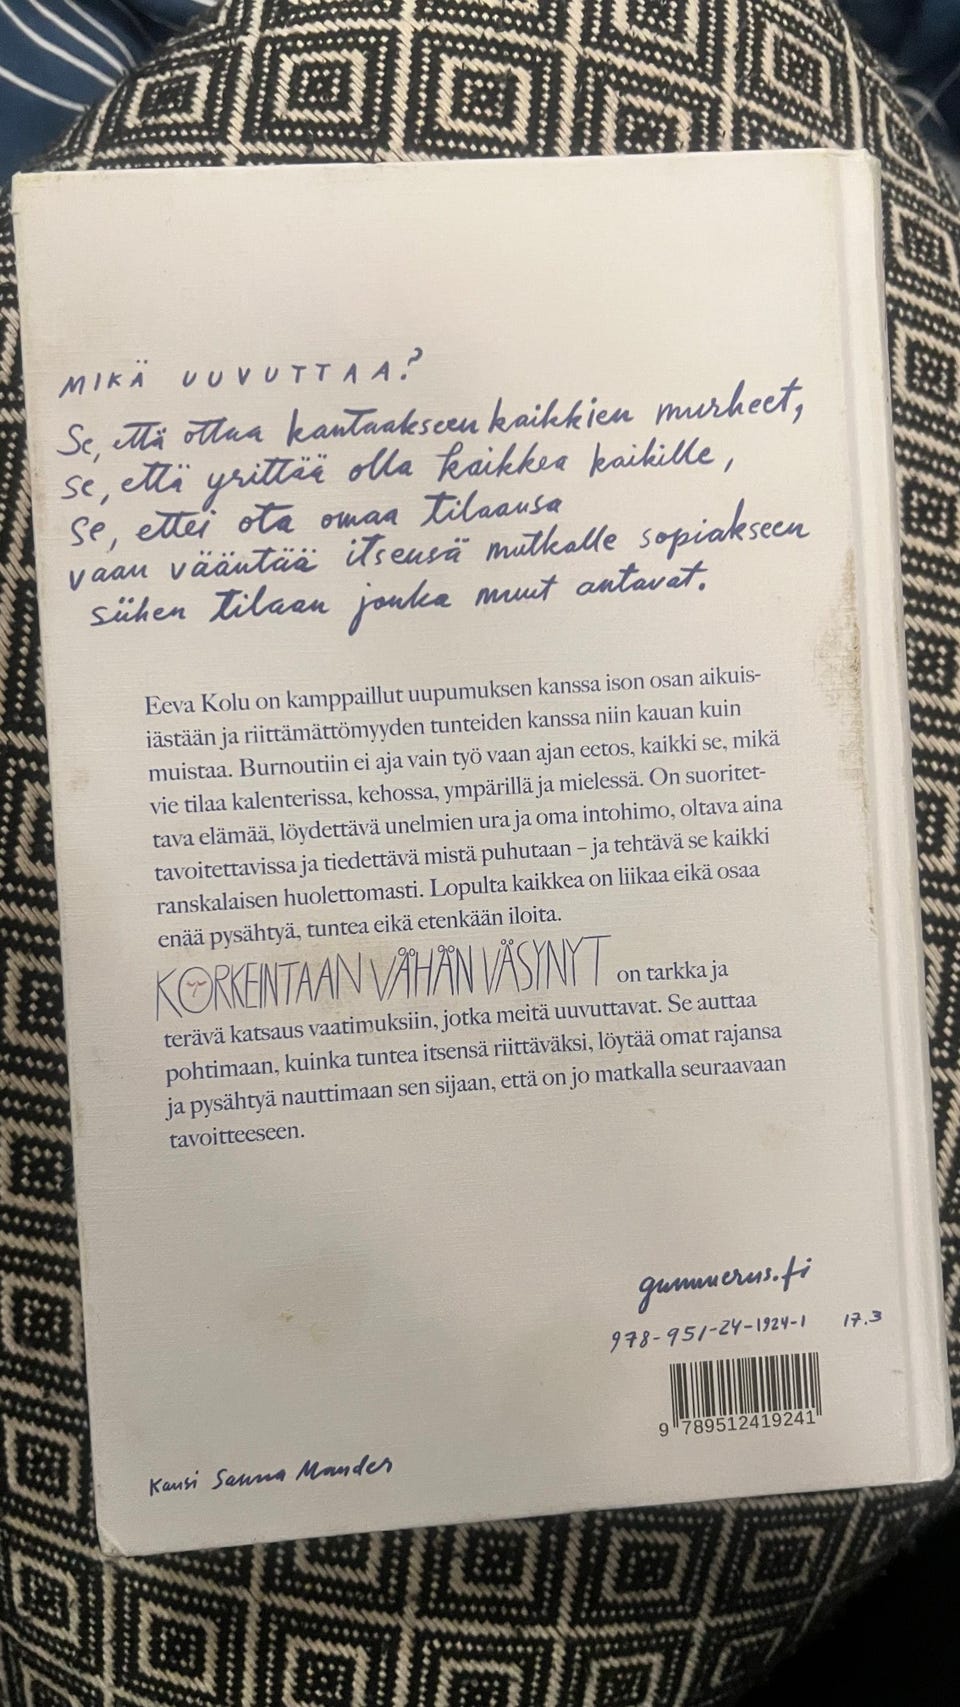 MIKÄ UUVUTTAA?
Se, että ottaa kantaakseen kaikkien murheet,
se, että yrittää olla kaikkea kaikille,
se, ettei ota omaa tilaansa
vaan vääntää itsensä mutkalle sopiakseen
siihen tilaan jonka muut antavat.
Eeva Kolu on kamppaillut uupumuksen kanssa ison osan aikuis-
iästään ja riittämättömyyden tunteiden kanssa niin kauan kuin
muistaa. Burnoutiin ei aja vain työ vaan ajan eetos, kaikki se, mikä
vie tilaa kalenterissa, kehossa, ympärillä ja mielessä. On suoritet-
tava elämää, löydettävä unelmien ura ja oma intohimo, oltava aina
tavoitettavissa ja tiedettävä mistä puhutaan – ja tehtävä se kaikki
ranskalaisen huolettomasti. Lopulta kaikkea on liikaa eikä osaa
enää pysähtyä, tuntea eikä etenkään iloita.
KORKEINTAAN VÄHÄN VÄSYNYT on tarkka ja
terävä katsaus vaatimuksiin, jotka meitä uuvuttavat. Se auttaa
pohtimaan, kuinka tuntea itsensä riittäväksi, löytää omat rajansa
ja pysähtyä nauttimaan sen sijaan, että on jo matkalla seuraavaan
tavoitteeseen.
gummerus.fi
978-951-24-1924-1 17.3
9 789512419241
Kansi Sanna Mander